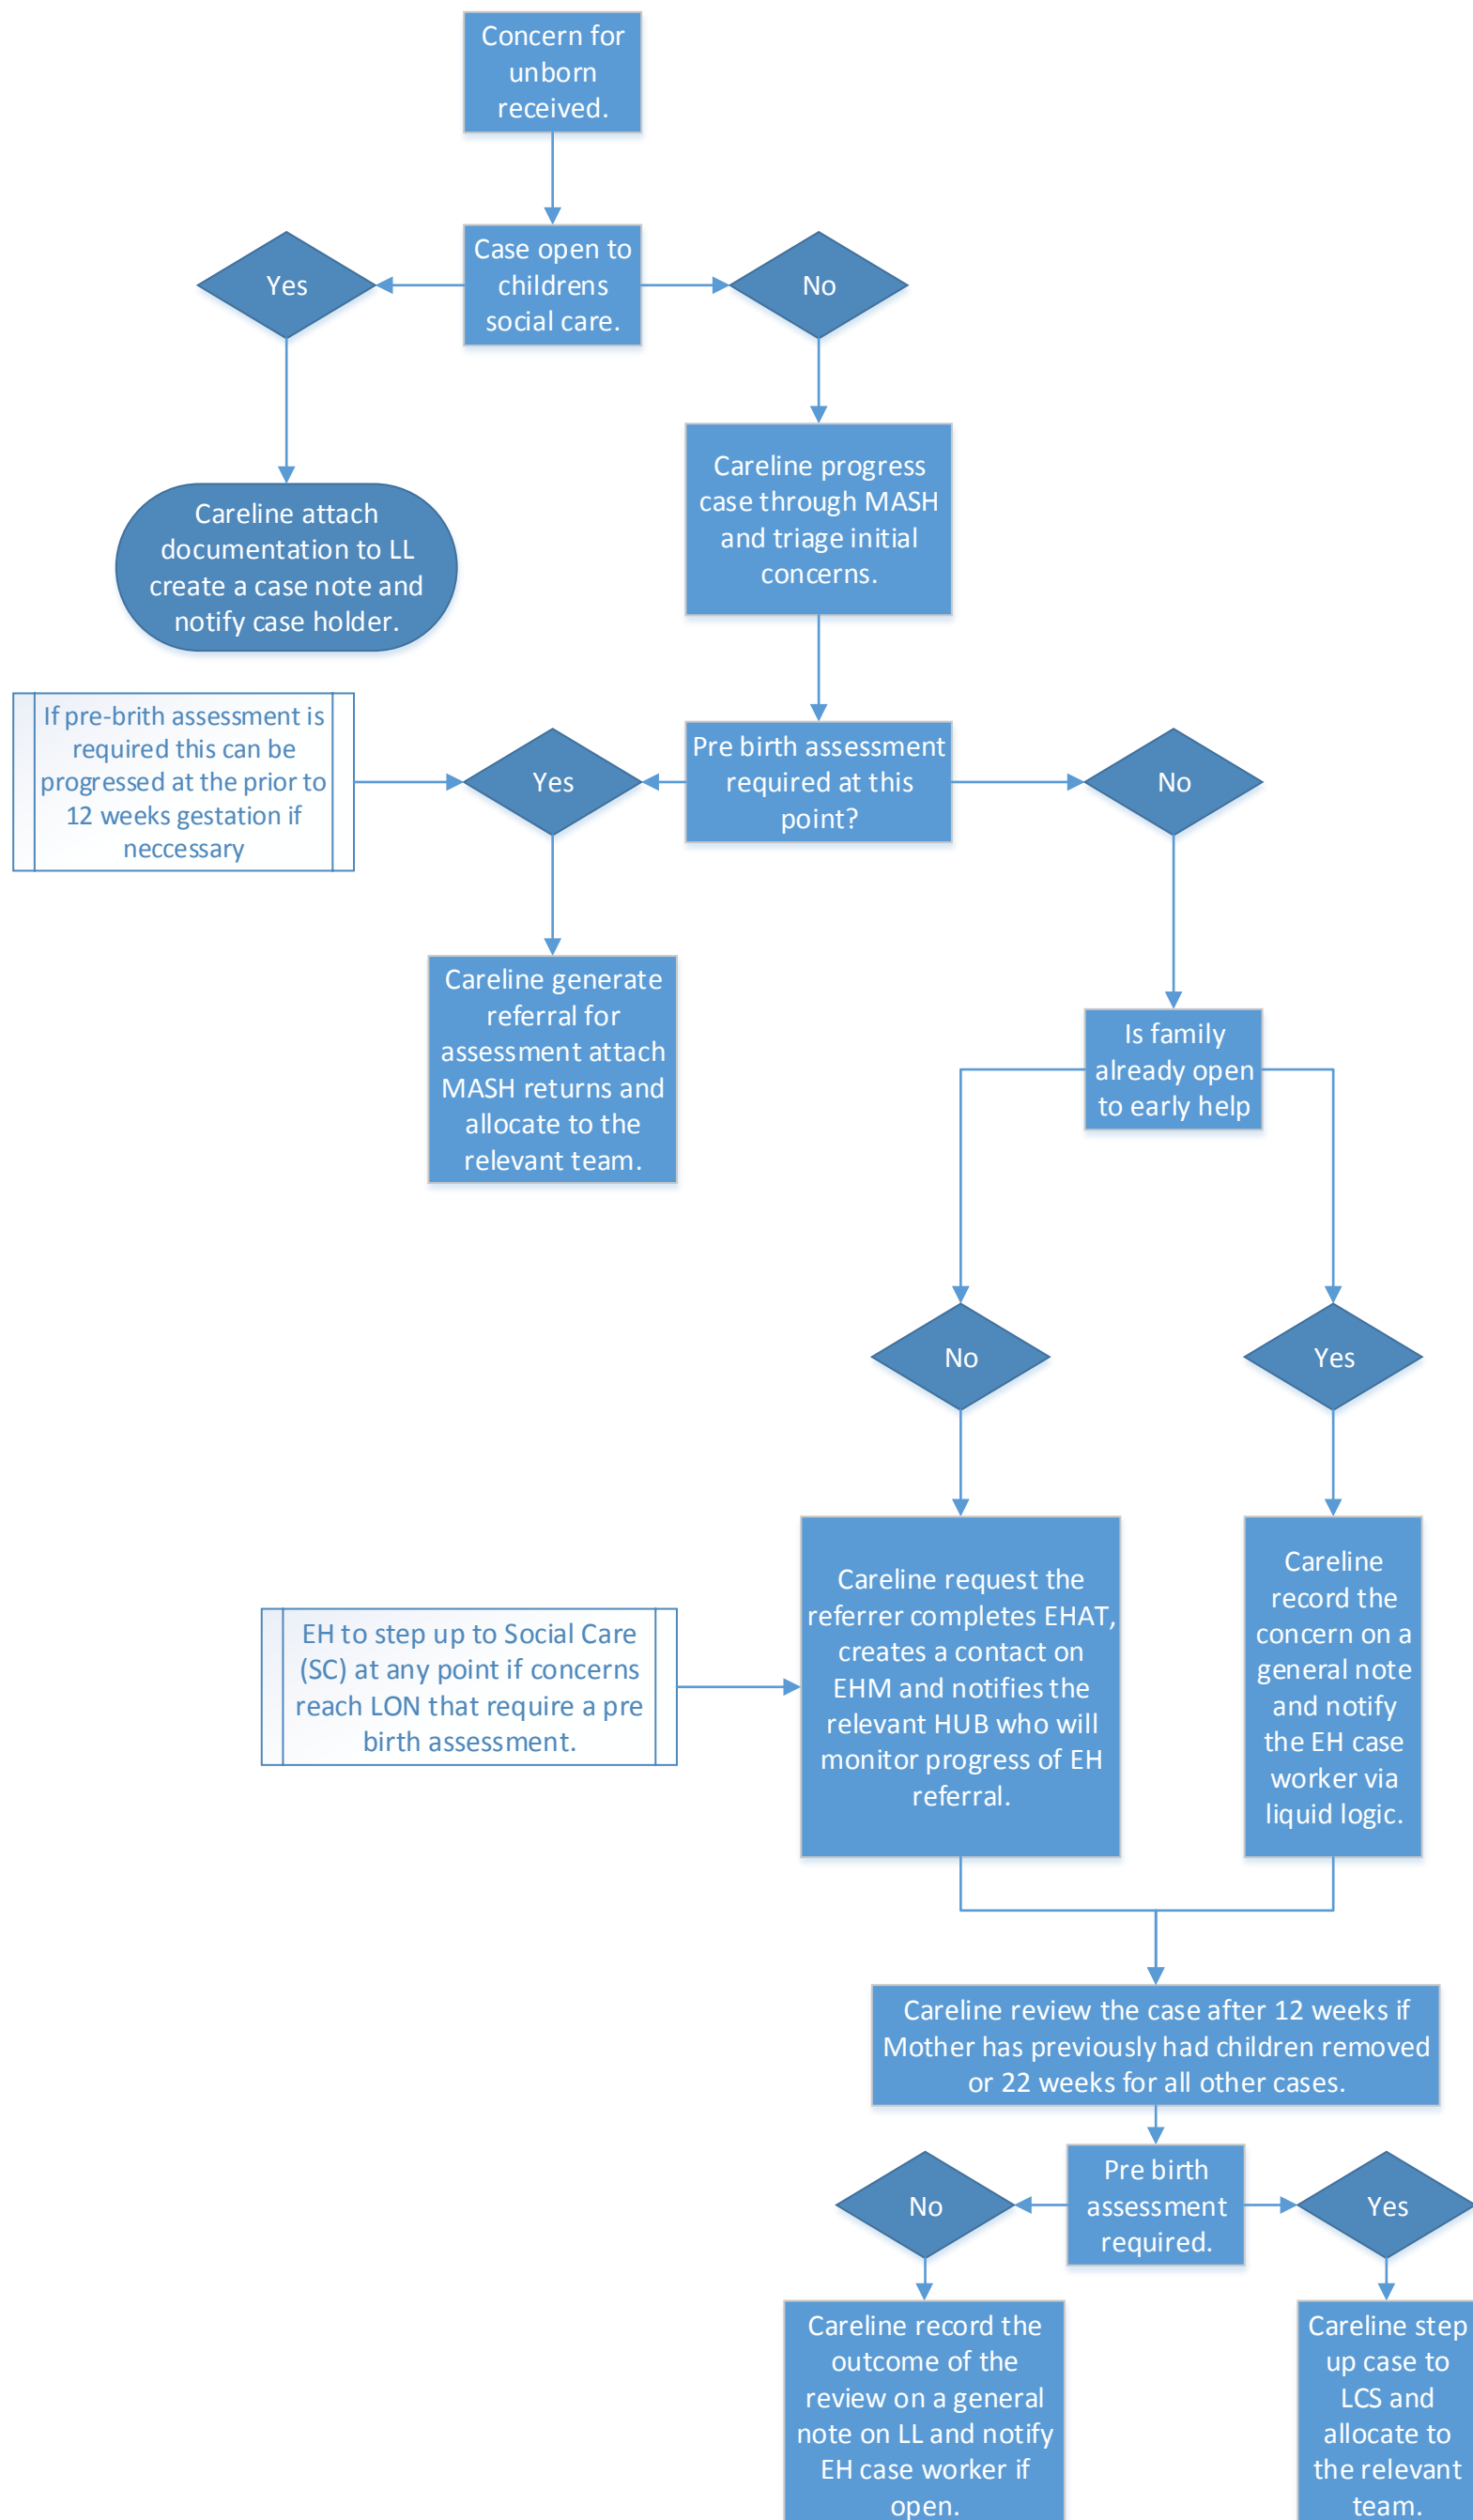 Concern for
unborn
received.
Yes
Case open to
childrens
social care.
No
Careline attach
documentation to LL
create a case note and
notify case holder.
Careline progress
case through MASH
and triage initial
concerns.
If pre-brith assessment is
required this can be
progressed at the prior to
12 weeks gestation if
neccessary
Yes
Pre birth assessment
required at this
point?
No
Careline generate
referral for
assessment attach
MASH returns and
allocate to the
relevant team.
Is family
already open
to early help
No
Yes
EH to step up to Social Care
(SC) at any point if concerns
reach LON that require a pre
birth assessment.
Careline request the
referrer completes EHAT,
creates a contact on
EHM and notifies the
relevant HUB who will
monitor progress of EH
referral.
Careline
record the
concern on a
general note
and notify
the EH case
worker via
liquid logic.
Careline review the case after 12 weeks if
Mother has previously had children removed
or 22 weeks for all other cases.
No
Pre birth
assessment
required.
Yes
Careline record the
outcome of the
review on a general
note on LL and notify
EH case worker if
open.
Careline step
up case to
LCS and
allocate to
the relevant
team.